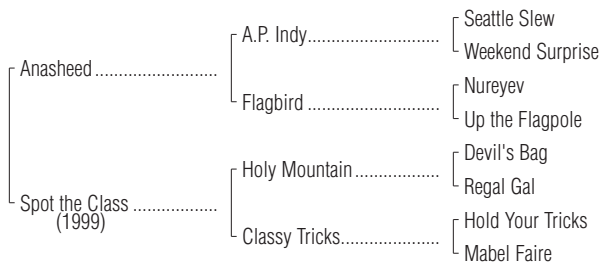 Seattle Slew
A.P. Indy...........................
Weekend Surprise
Anasheed..........................
Nureyev
Flagbird............................
Up the Flagpole
Devil's Bag
Holy Mountain..................
Regal Gal
Spot the Class..................
(1999)
Hold Your Tricks
Classy Tricks.....................
Mabel Faire